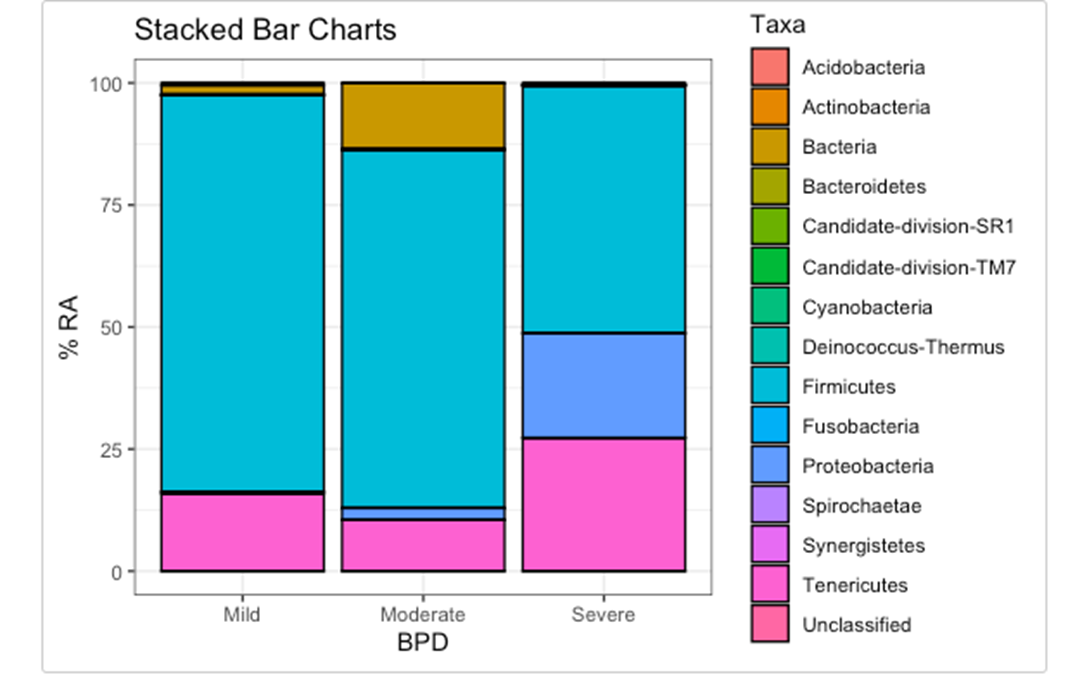 Stacked Bar Charts
100
75
50
25
0
% RA
Mild
Moderate
Severe
BPD
Taxa
Acidobacteria
Actinobacteria
Bacteria
Bacteroidetes
Candidate-division-SR1
Candidate-division-TM7
Cyanobacteria
Deinococcus-Thermus
Firmicutes
Fusobacteria
Proteobacteria
Spirochaetae
Synergistetes
Tenericutes
Unclassified